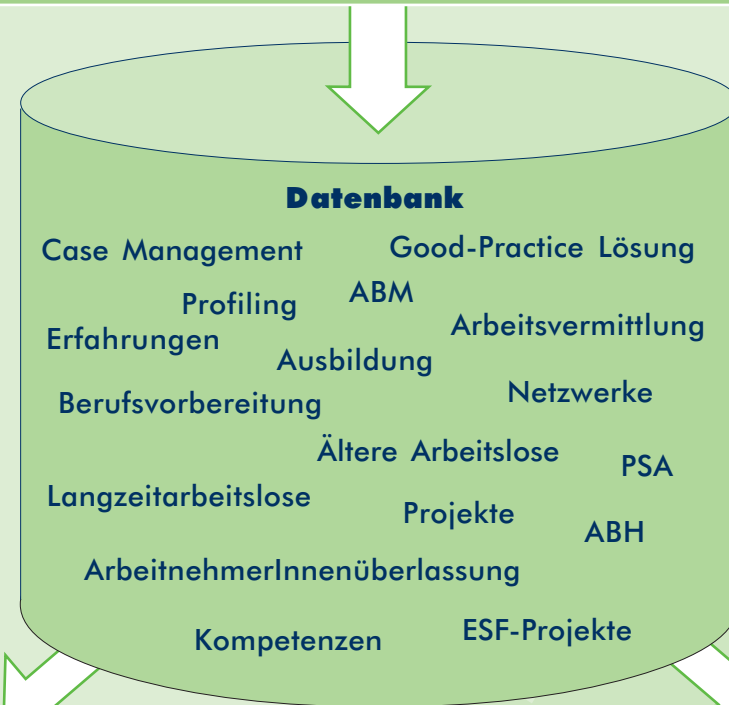 Datenbank
Case Management
Good-Practice Lösung
Profiling
ABM
Erfahrungen
Arbeitsvermittlung
Ausbildung
Berufsvorbereitung
Netzwerke
Ältere Arbeitslose
PSA
Langzeitarbeitslose
Projekte
ABH
ArbeitnehmerInnenüberlassung
Kompetenzen
ESF-Projekte